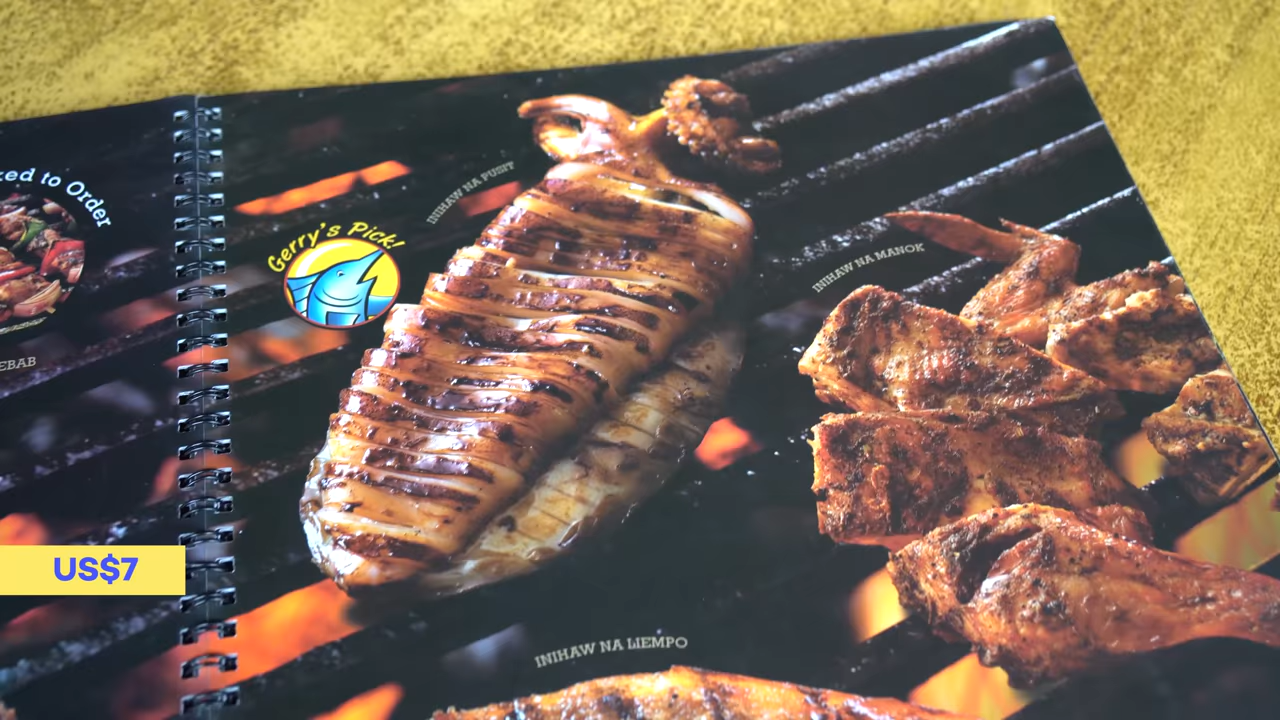 ked to Order
EBAB
Gerry's Pick!
INIHAW NA PUSIT
INIHAW NA MANOK
INIHAW NA LIEMPO
US$7